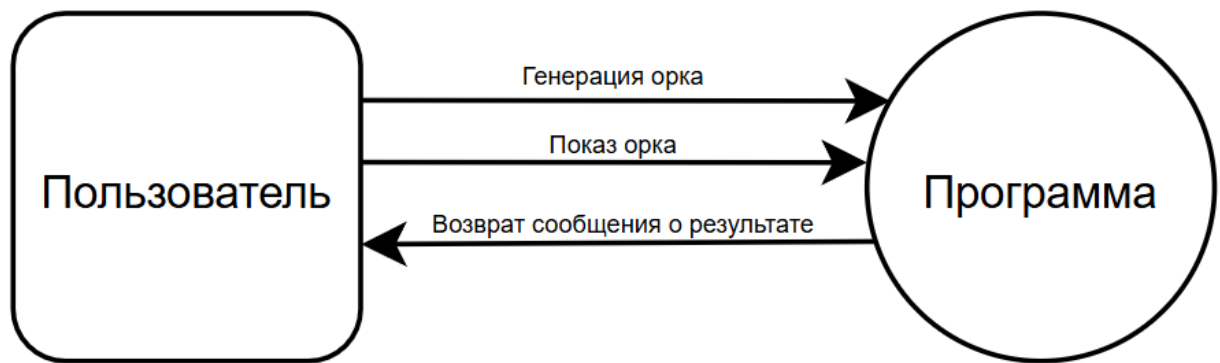 Генерация орка
Показ орка
Пользователь
Программа
Возврат сообщения о результате